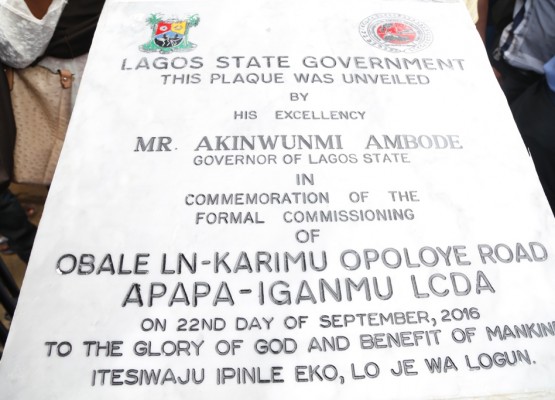 LAGOS STATE GOVERNMENT
THIS PLAQUE WAS UNVEILED
BY
HIS EXCELLENCY
MR. AKINWUNMI AMBODE
GOVERNOR OF LAGOS STATE
IN
COMMEMORATION OF THE
FORMAL COMMISSIONING
OF
OBALE LN-KARIMU OPOLOYE ROAD
APAPA-IGANMU LCDA
ON 22ND DAY OF SEPTEMBER, 2016
TO THE GLORY OF GOD AND BENEFIT OF MANKIND
ITESIWAJU IPINLE EKO, LO JE WA LOGUN.